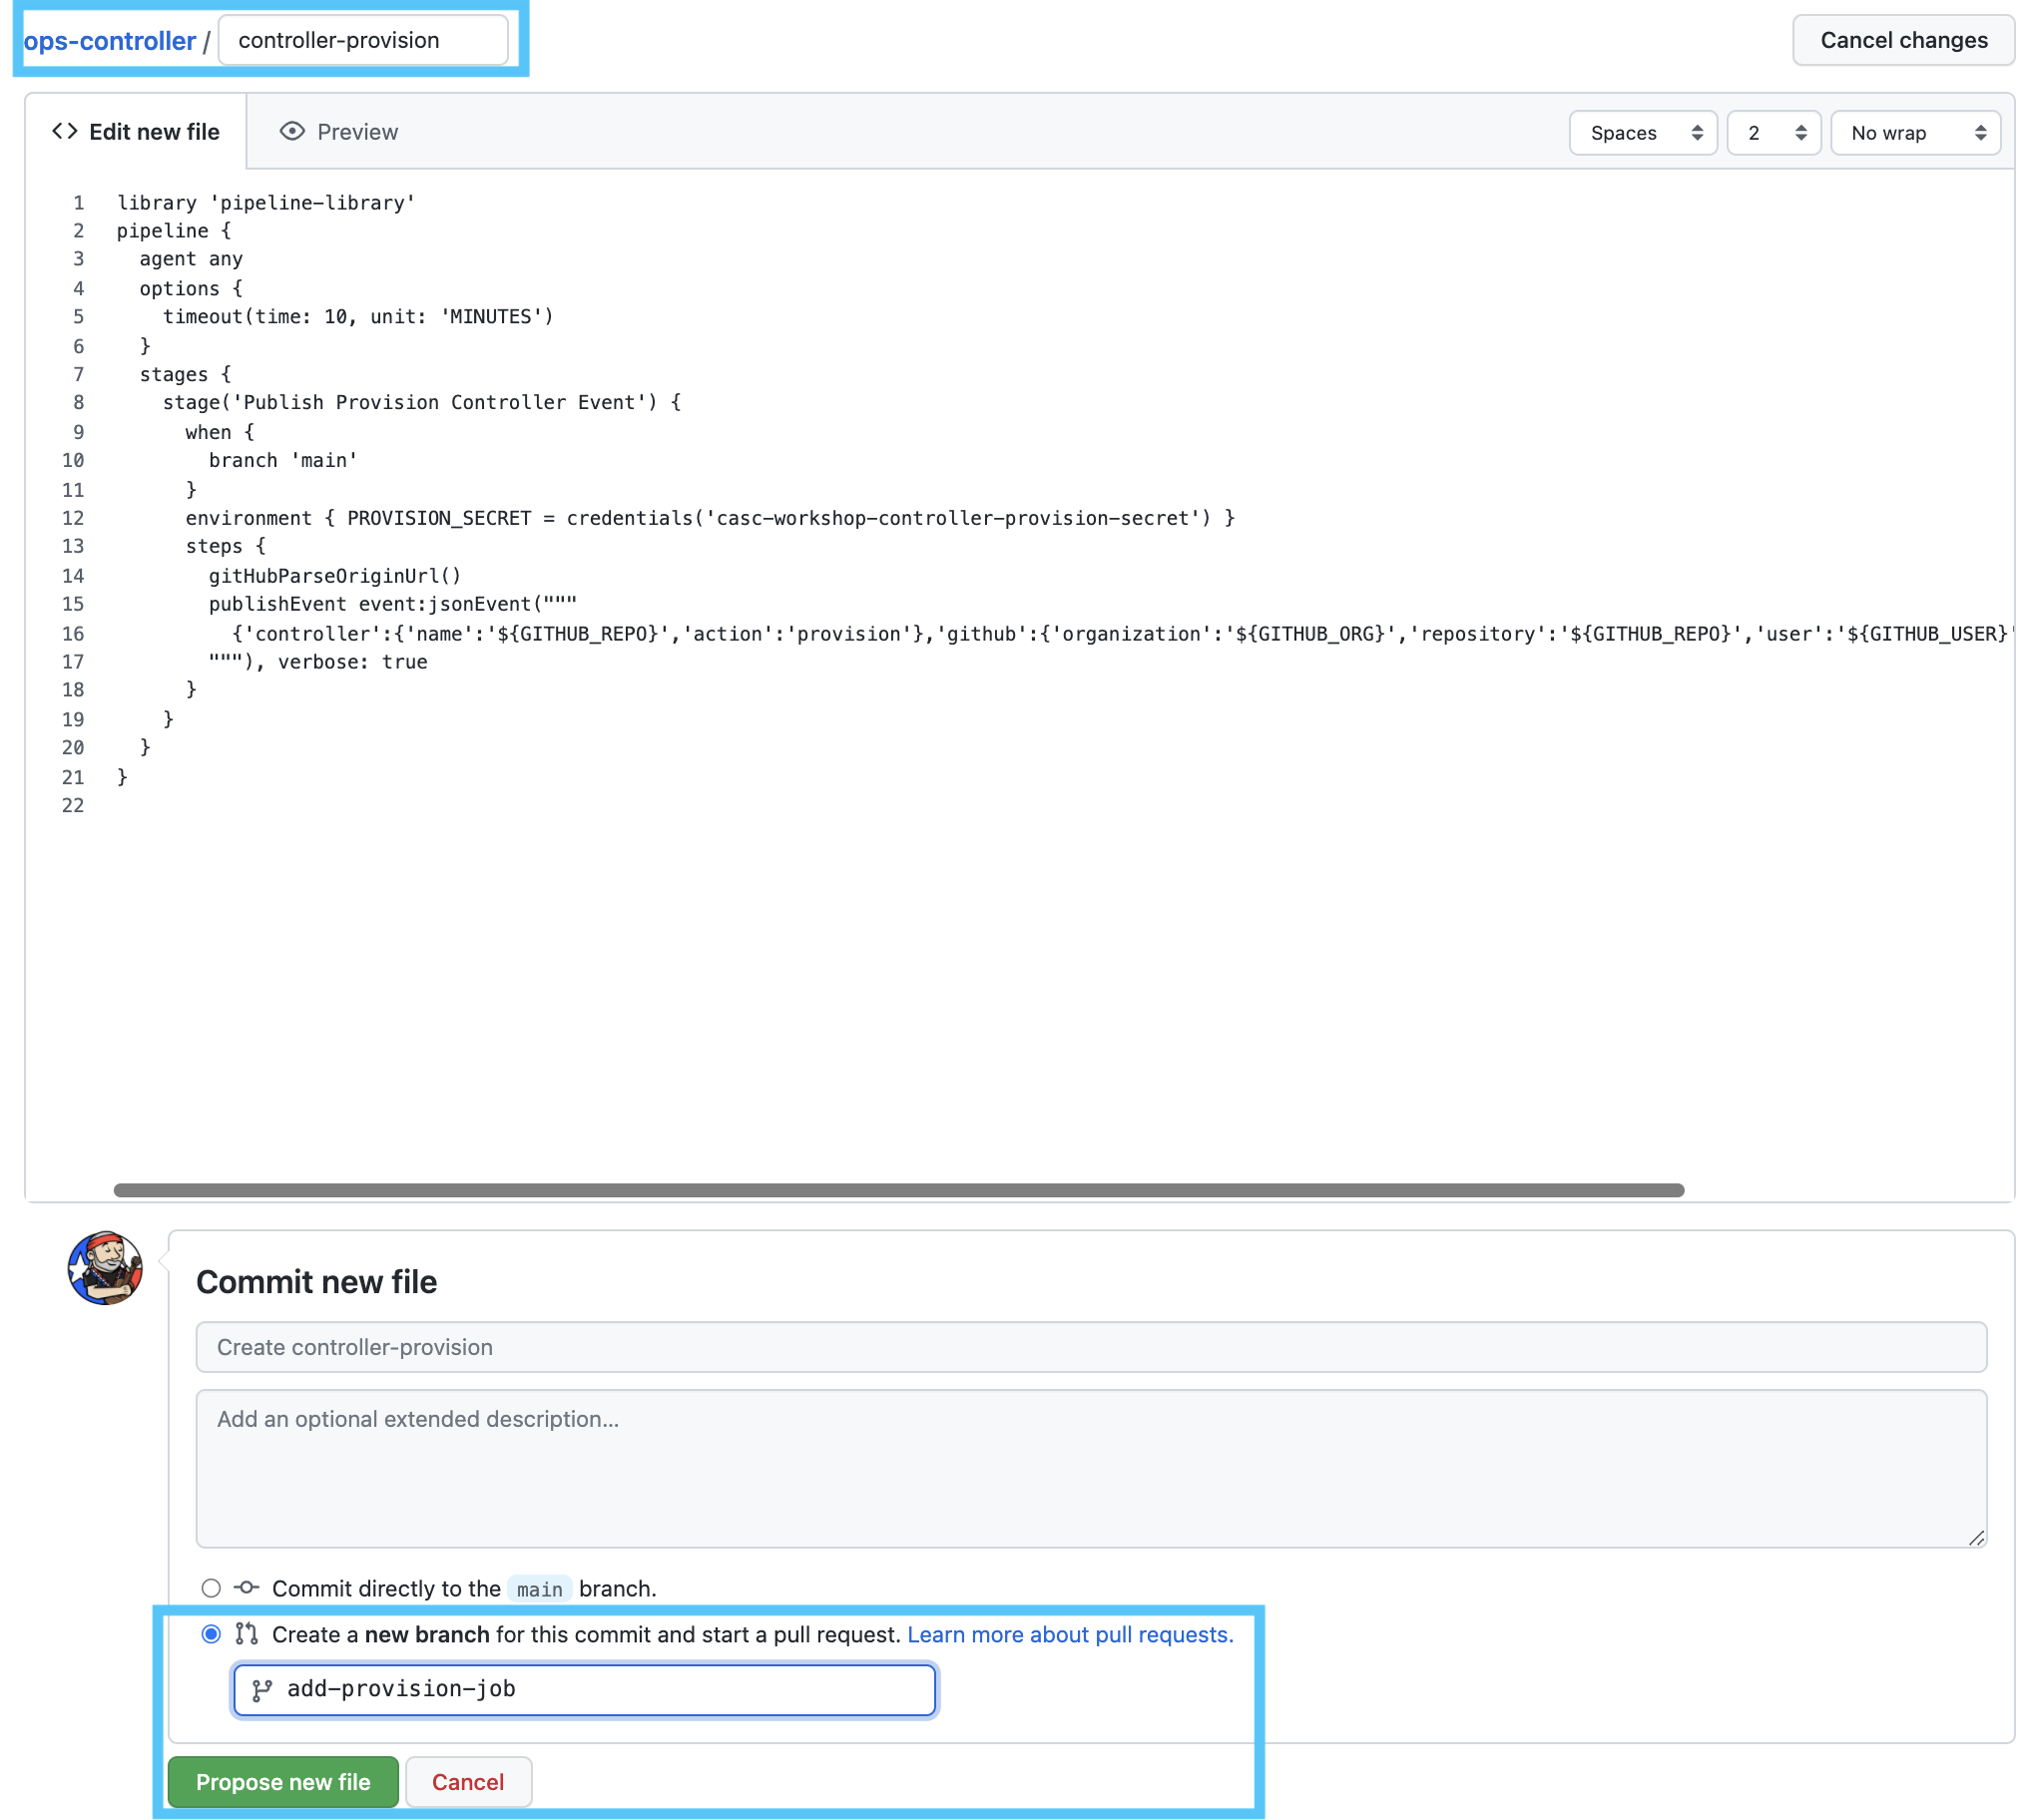 ops-controller / controller-provision
Cancel changes
Edit new file
Preview
Spaces
2
No wrap
1 library 'pipeline-library'
2 pipeline {
3   agent any
4   options {
5     timeout(time: 10, unit: 'MINUTES')
6   }
7   stages {
8     stage('Publish Provision Controller Event') {
9       when {
10         branch 'main'
11       }
12       environment { PROVISION_SECRET = credentials('casc-workshop-controller-provision-secret') }
13       steps {
14         gitHubParseOriginUrl()
15         publishEvent event:jsonEvent("""
16           {'controller':{'name':'${GITHUB_REPO}','action':'provision'},'github':{'organization':'${GITHUB_ORG}','repository':'${GITHUB_REPO}','user':'${GITHUB_USER}'
17         """), verbose: true
18       }
19     }
20   }
21 }
22
Commit new file
Create controller-provision
Add an optional extended description...
Commit directly to the main branch.
Create a new branch for this commit and start a pull request. Learn more about pull requests.
add-provision-job
Propose new file
Cancel